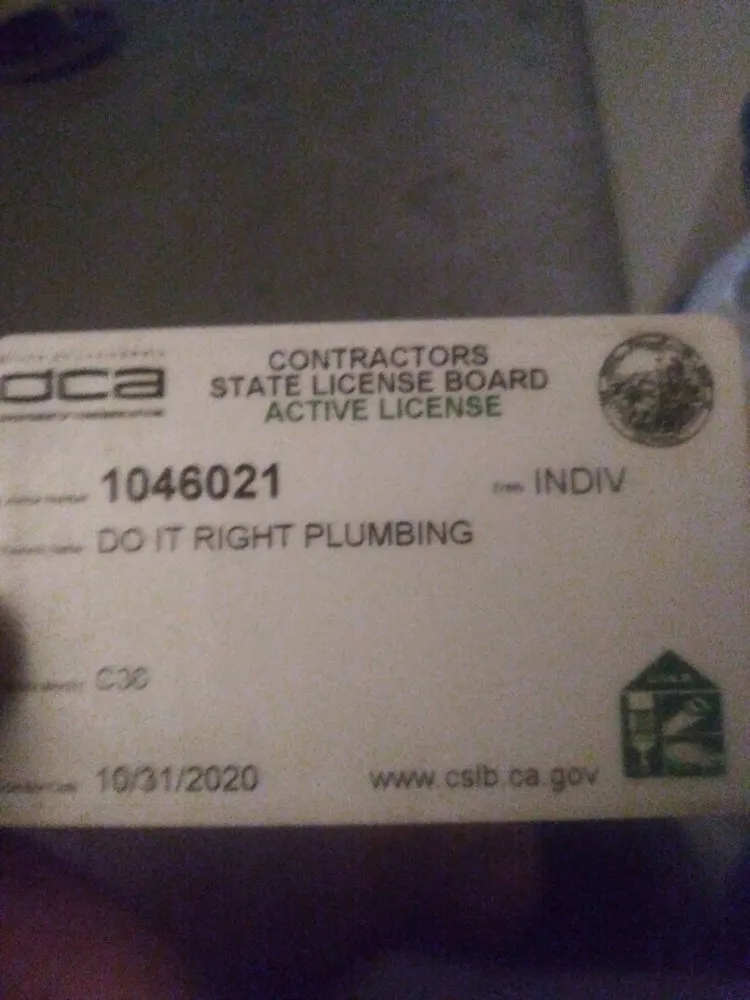 dca
CONTRACTORS
STATE LICENSE BOARD
ACTIVE LICENSE
1046021
INDIV
DO IT RIGHT PLUMBING
C36
10/31/2020
www.cslb.ca.gov